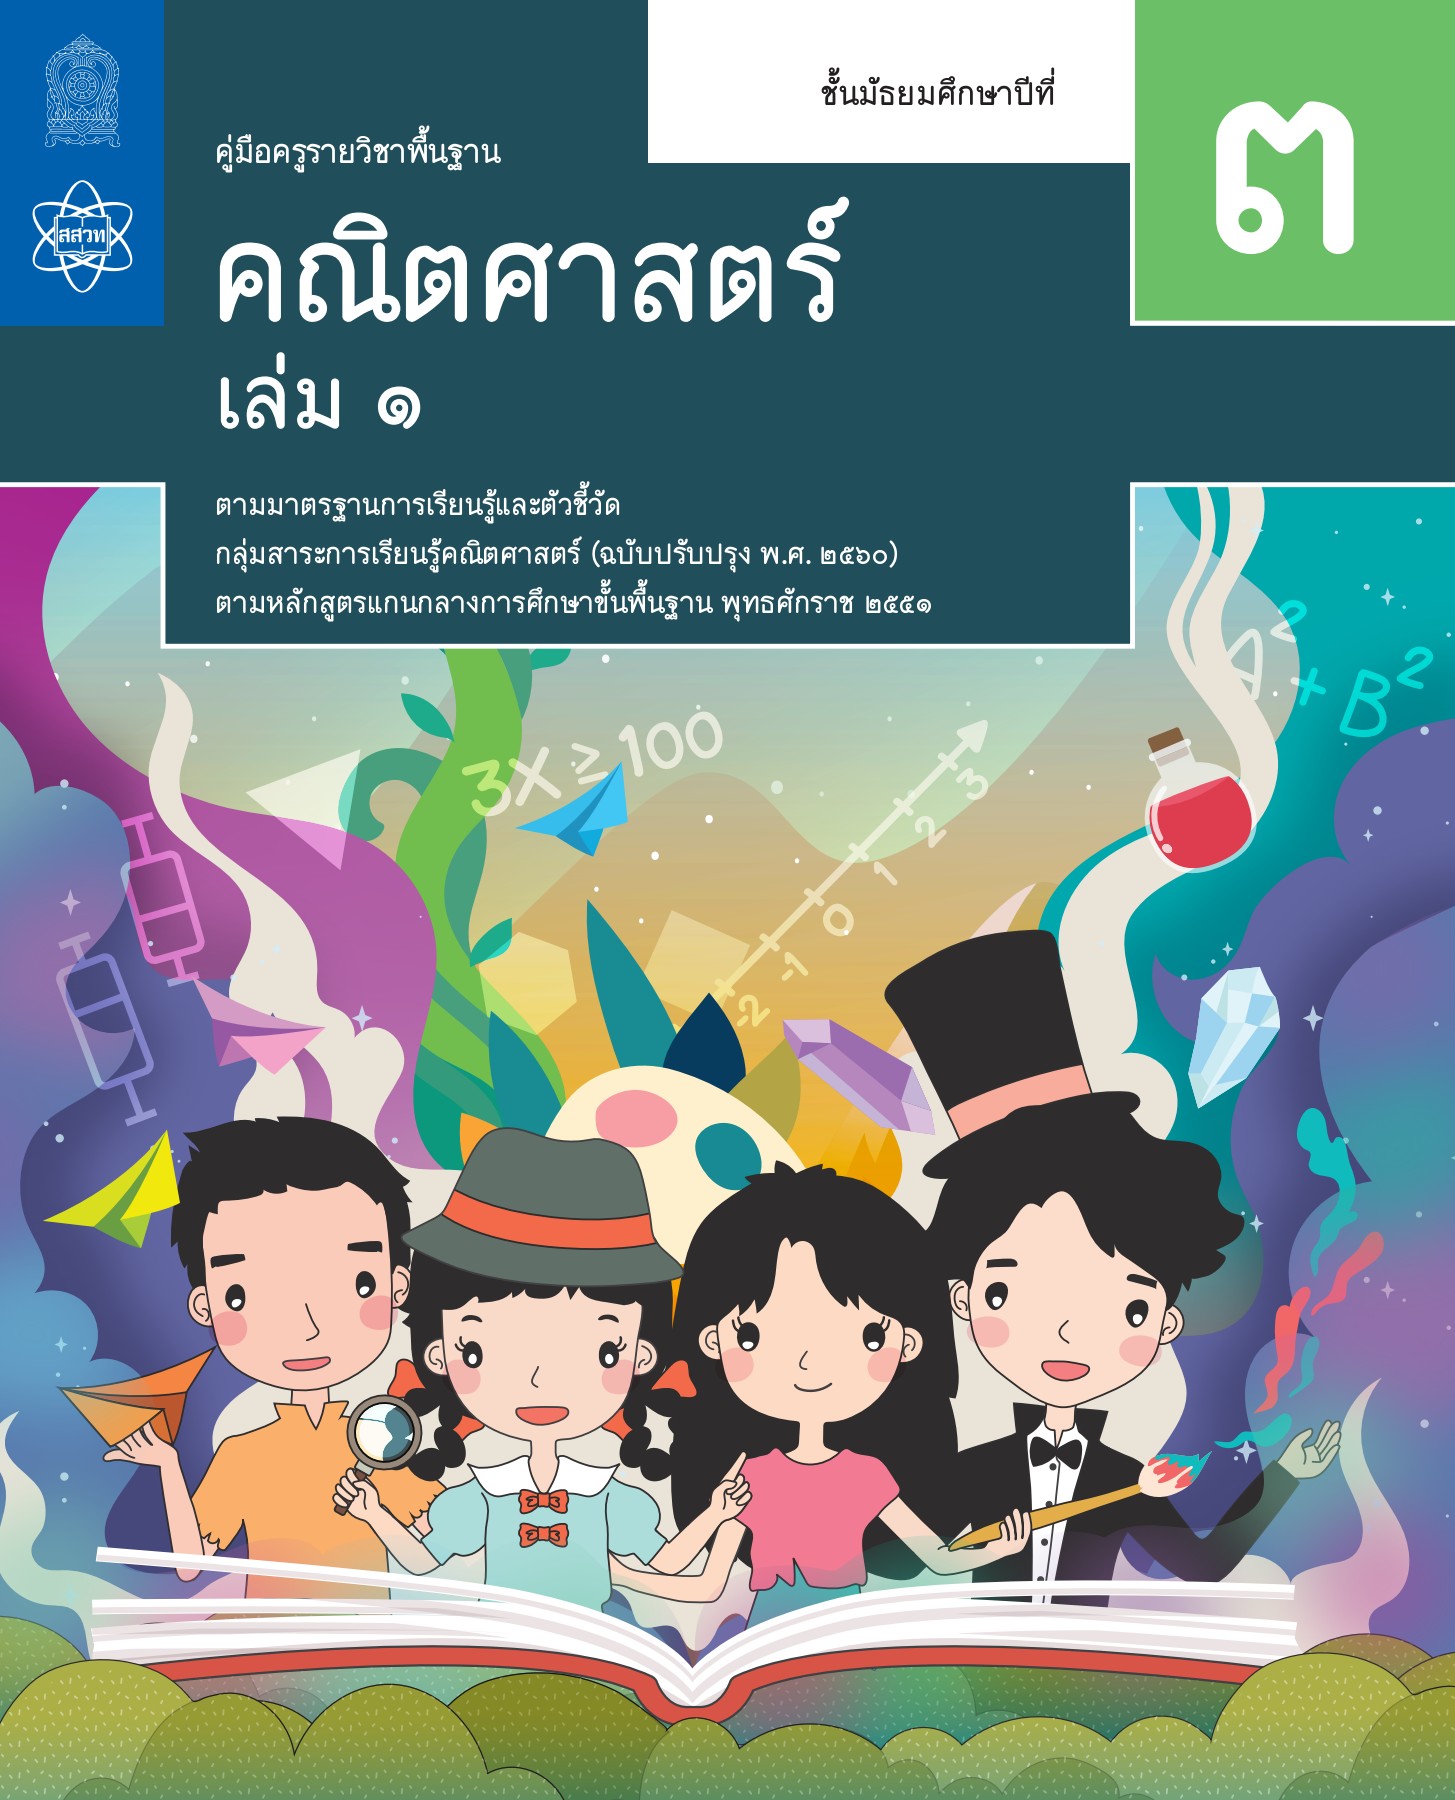 สสวท
ชั้นมัธยมศึกษาปีที่
๓
คู่มือครูรายวิชาพื้นฐาน
คณิตศาสตร์
เล่ม ๑
ตามมาตรฐานการเรียนรู้และตัวชี้วัด
กลุ่มสาระการเรียนรู้คณิตศาสตร์ (ฉบับปรับปรุง พ.ศ. ๒๕๖๐)
ตามหลักสูตรแกนกลางการศึกษาขั้นพื้นฐาน พุทธศักราช ๒๕๕๑
A² + B²
3X ≥ 100
-2 -1 0 1 2 3